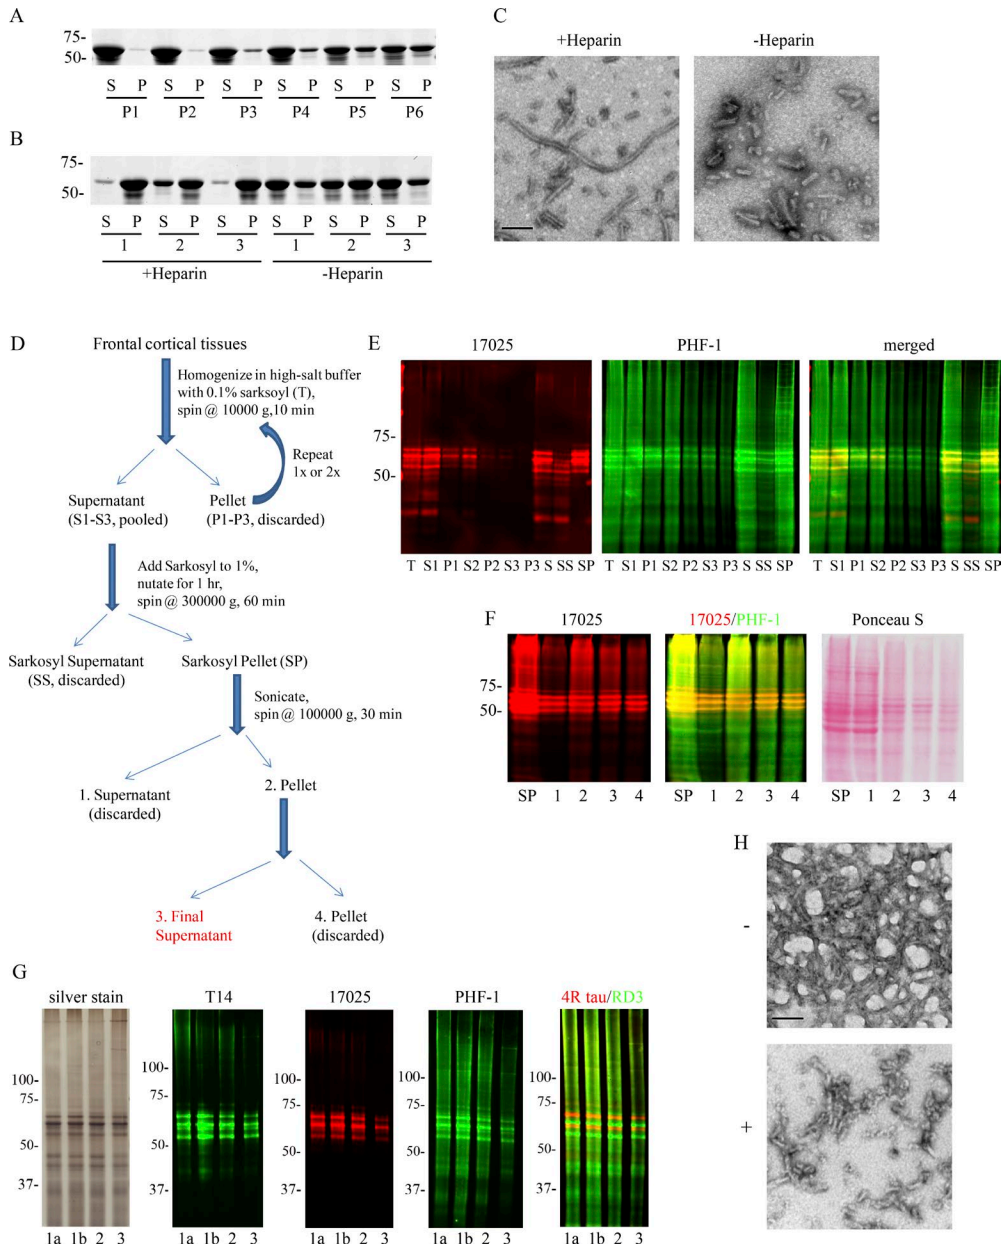 A
75-
50-
S P S P S P S P S P S P
P1 P2 P3 P4 P5 P6
B
75-
50-
S P S P S P S P S P S P
1 2 3 1 2 3
+Heparin -Heparin
C
+Heparin -Heparin
D
Frontal cortical tissues
Homogenize in high-salt buffer
with 0.1% sarksoyl (T),
spin @ 10000 g,10 min
Repeat
1x or 2x
Supernatant
(S1-S3, pooled)
Pellet
(P1-P3, discarded)
Add Sarkosyl to 1%,
nutate for 1 hr,
spin @ 300000 g, 60 min
Sarkosyl Supernatant
(SS, discarded)
Sarkosyl Pellet (SP)
Sonicate,
spin @ 100000 g, 30 min
1. Supernatant
(discarded)
2. Pellet
3. Final
Supernatant
4. Pellet
(discarded)
E
17025 PHF-1 merged
75-
50-
T S1 P1 S2 P2 S3 P3 S SS SP
T S1 P1 S2 P2 S3 P3 S SS SP
T S1 P1 S2 P2 S3 P3 S SS SP
F
17025 17025/PHF-1 Ponceau S
75-
50-
SP 1 2 3 4
SP 1 2 3 4
SP 1 2 3 4
G
silver stain T14 17025 PHF-1 4R tau/RD3
100-
75-
50-
37-
1a 1b 2 3
100-
75-
50-
37-
1a 1b 2 3
100-
75-
50-
37-
1a 1b 2 3
100-
75-
50-
37-
1a 1b 2 3
100-
75-
50-
37-
1a 1b 2 3
H
-
+